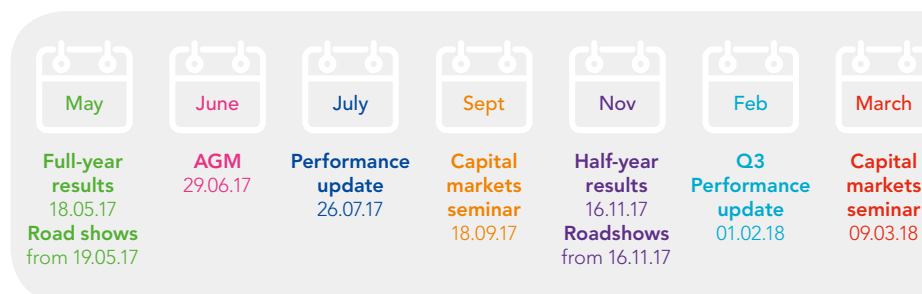 May
Full-year
results
18.05.17
Road shows
from 19.05.17
June
AGM
29.06.17
July
Performance
update
26.07.17
Sept
Capital
markets
seminar
18.09.17
Nov
Half-year
results
16.11.17
Roadshows
from 16.11.17
Feb
Q3
Performance
update
01.02.18
March
Capital
markets
seminar
09.03.18